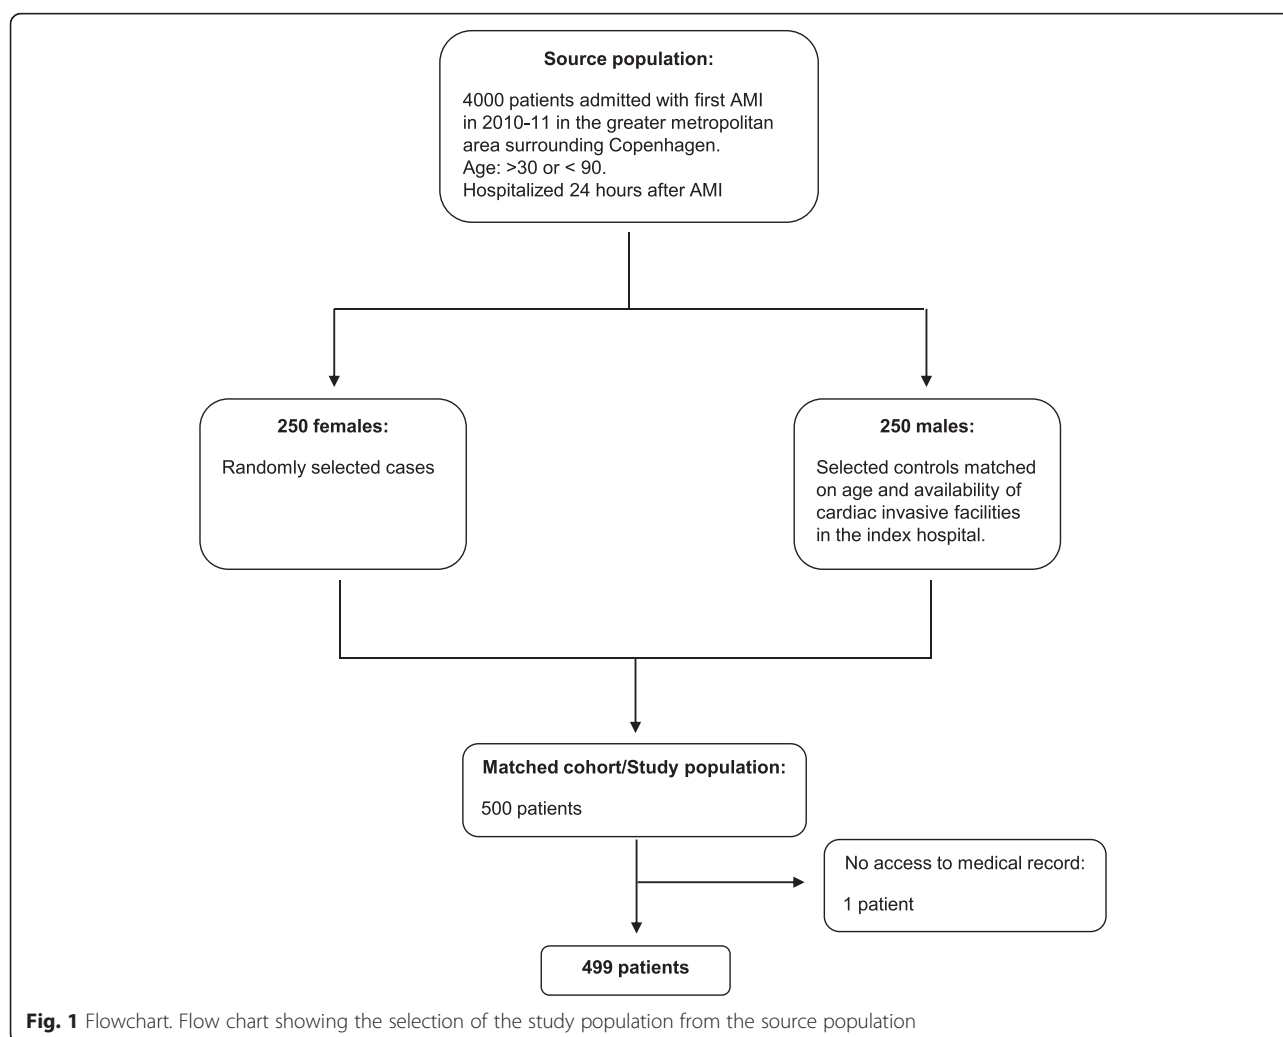 Source population:
4000 patients admitted with first AMI
in 2010-11 in the greater metropolitan
area surrounding Copenhagen.
Age: >30 or < 90.
Hospitalized 24 hours after AMI
250 females:
Randomly selected cases
250 males:
Selected controls matched
on age and availability of
cardiac invasive facilities
in the index hospital.
Matched cohort/Study population:
500 patients
No access to medical record:
1 patient
499 patients
Fig. 1 Flowchart. Flow chart showing the selection of the study population from the source population